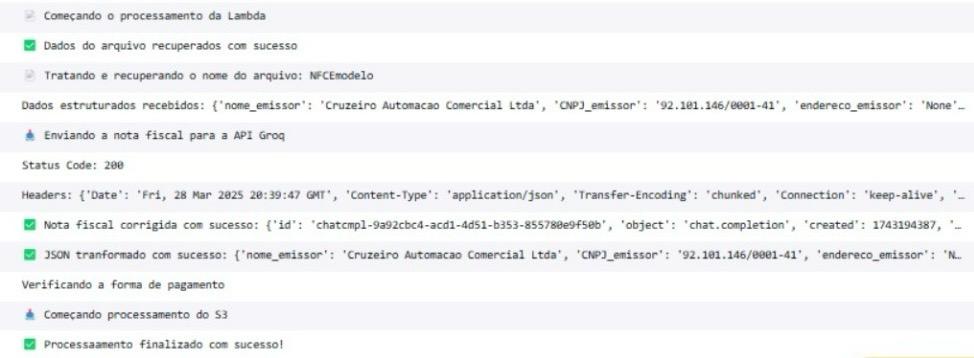 📄 Começando o processamento da Lambda
✅ Dados do arquivo recuperados com sucesso
📄 Tratando e recuperando o nome do arquivo: NFCEmodelo
Dados estruturados recebidos: {'nome_emissor': 'Cruzeiro Automacao Comercial Ltda', 'CNPJ_emissor': '92.101.146/0001-41', 'endereco_emissor': 'None'…
📤 Enviando a nota fiscal para a API Groq
Status Code: 200
Headers: {'Date': 'Fri, 28 Mar 2025 20:39:47 GMT', 'Content-Type': 'application/json', 'Transfer-Encoding': 'chunked', 'Connection': 'keep-alive', '…
✅ Nota fiscal corrigida com sucesso: {'id': 'chatcmpl-9a92cbc4-acd1-4d51-b353-855780e9f50b', 'object': 'chat.completion', 'created': 1743194387, '…
✅ JSON tranformado com sucesso: {'nome_emissor': 'Cruzeiro Automacao Comercial Ltda', 'CNPJ_emissor': '92.101.146/0001-41', 'endereco_emissor': 'N…
Verificando a forma de pagamento
📤 Começando processamento do S3
✅ Processaamento finalizado com sucesso!